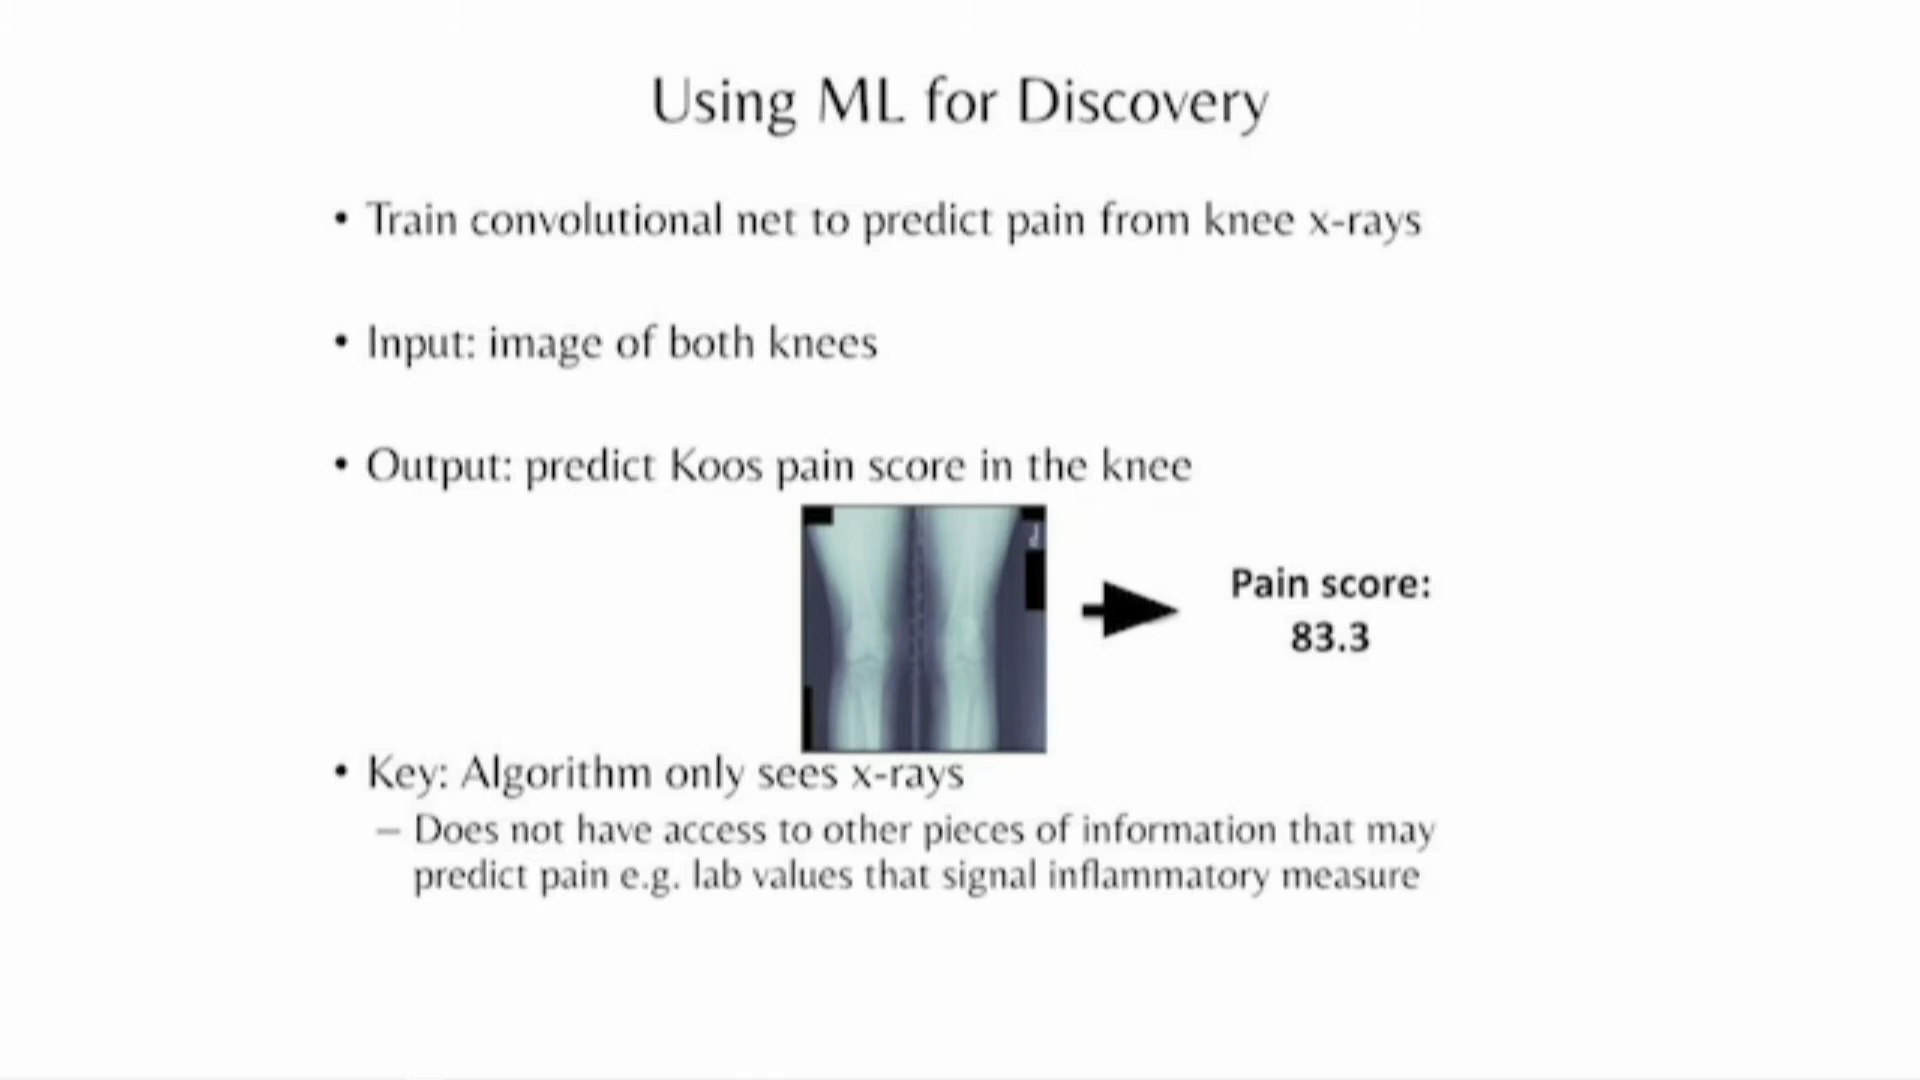 Using ML for Discovery
• Train convolutional net to predict pain from knee x-rays
• Input: image of both knees
• Output: predict Koos pain score in the knee
Pain score:
83.3
• Key: Algorithm only sees x-rays
– Does not have access to other pieces of information that may
predict pain e.g. lab values that signal inflammatory measure